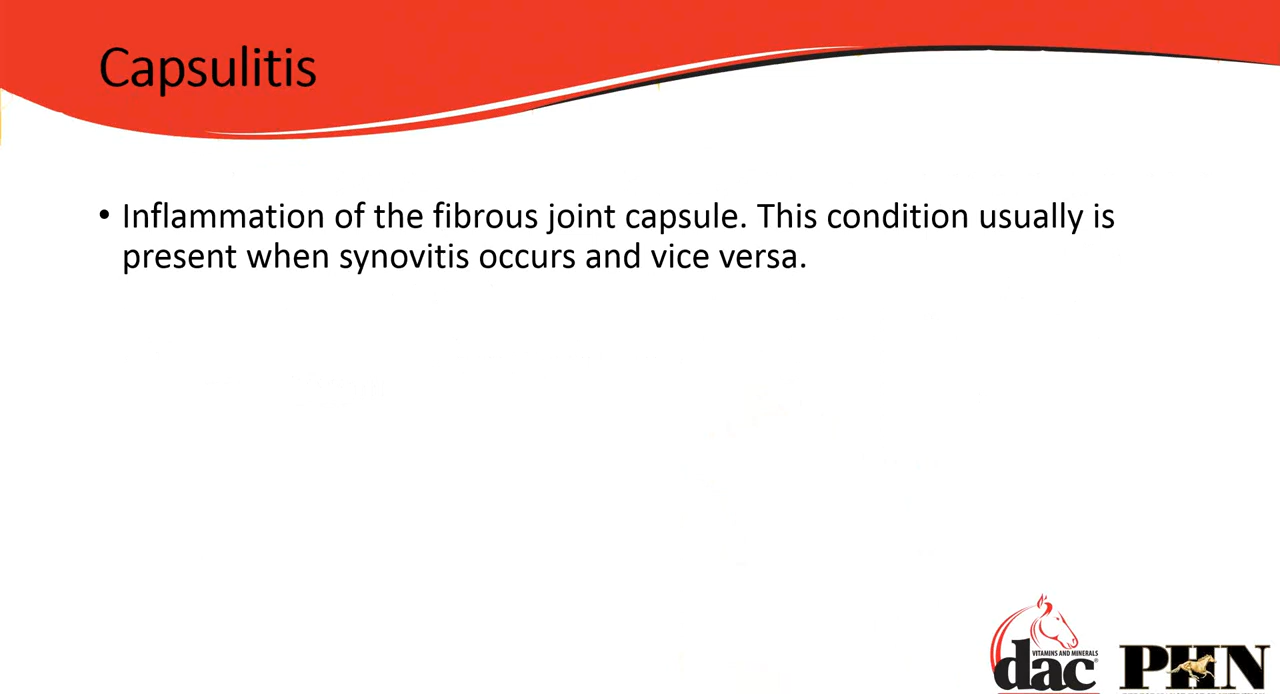 Capsulitis
• Inflammation of the fibrous joint capsule. This condition usually is
present when synovitis occurs and vice versa.
VITAMINS AND MINERALS
dac®
PHN